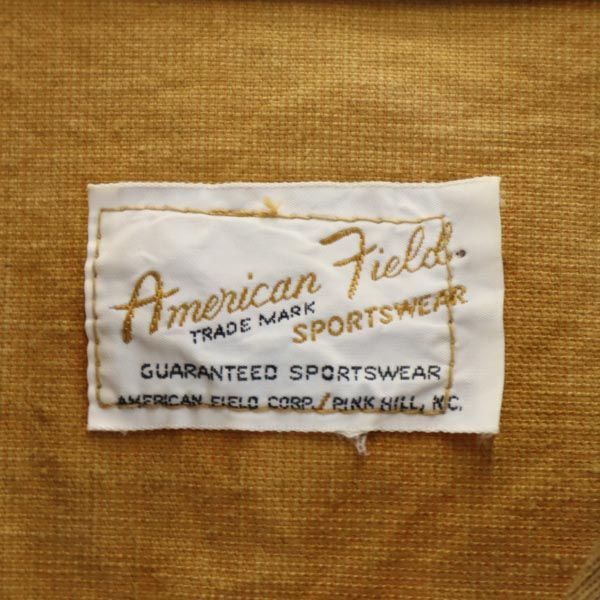 American Field.
TRADE MARK SPORTSWEAR
GUARANTEED SPORTSWEAR
AMERICAN FIELD CORP./PINK HILL, N.C.